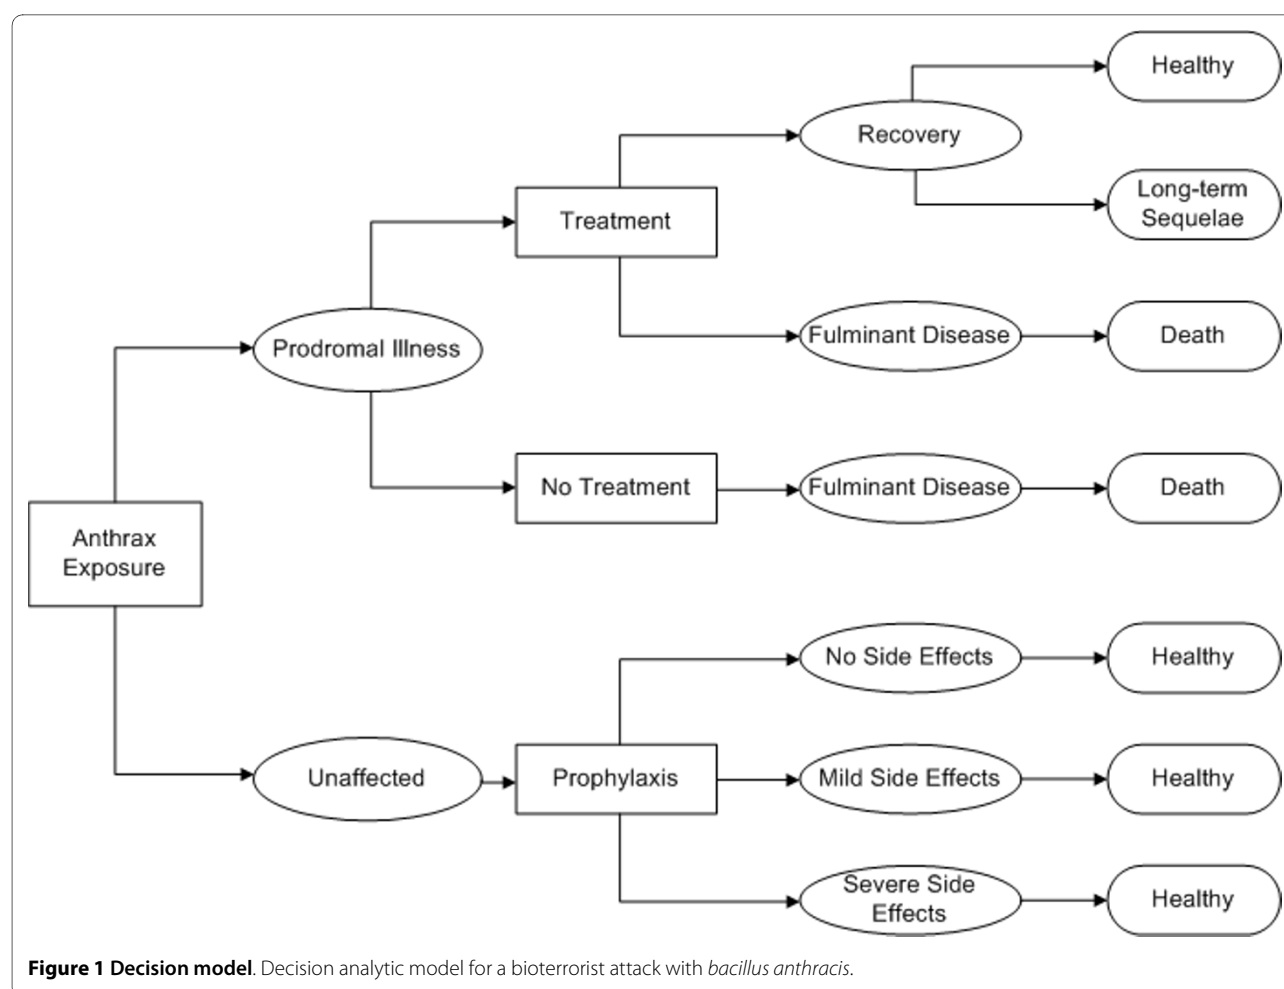 Healthy
Recovery
Long-term
Sequelae
Treatment
Fulminant Disease
Death
Prodromal Illness
No Treatment
Fulminant Disease
Death
Anthrax
Exposure
No Side Effects
Healthy
Unaffected
Prophylaxis
Mild Side Effects
Healthy
Severe Side
Effects
Healthy
Figure 1 Decision model. Decision analytic model for a bioterrorist attack with bacillus anthracis.